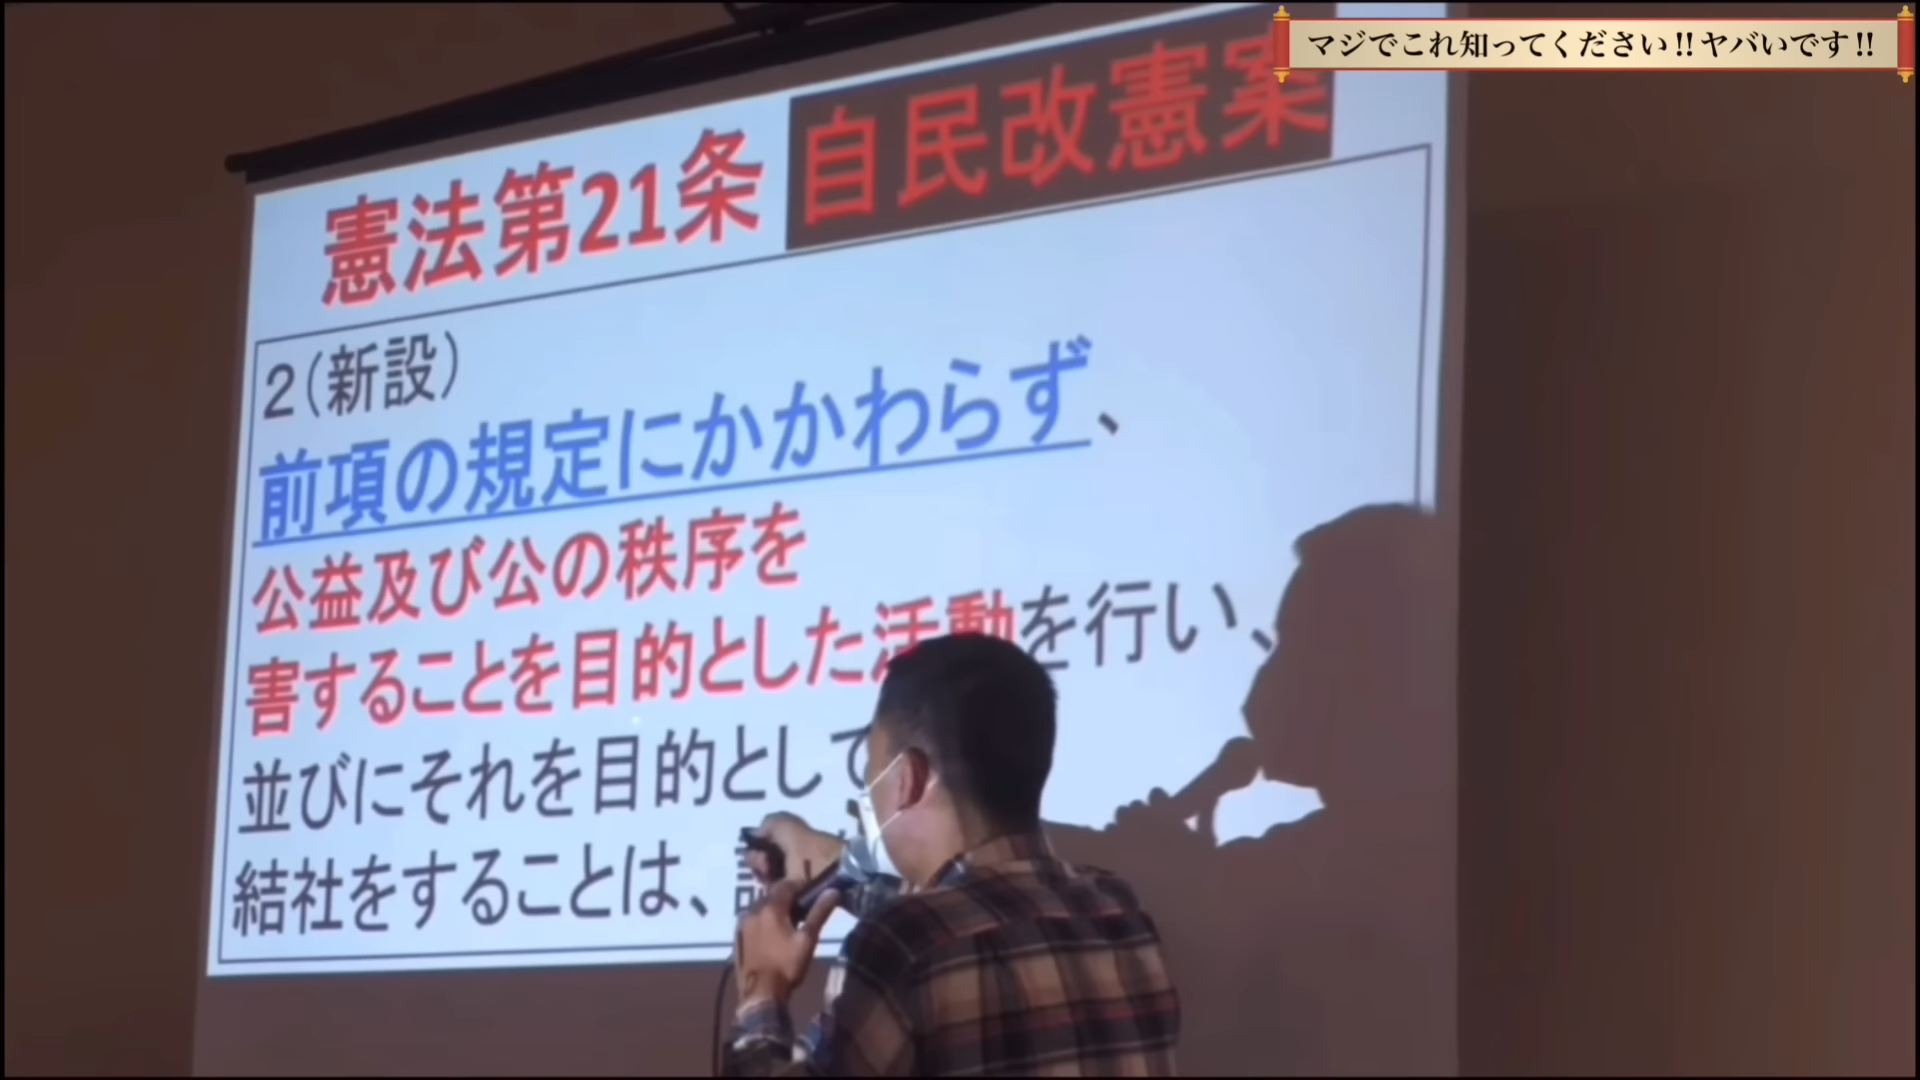 マジでこれ知ってください!!ヤバいです!!
憲法第21条 自民改憲案
2(新設)
前項の規定にかかわらず、
公益及び公の秩序を
害することを目的とした活動を行い、
並びにそれを目的として
結社をすることは、